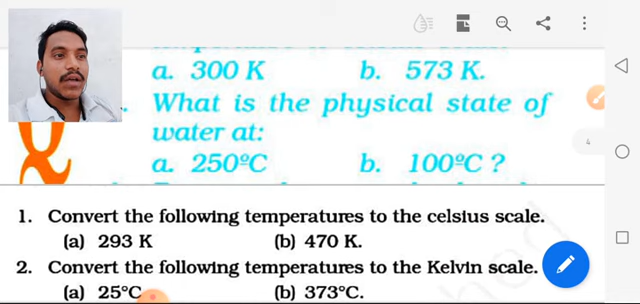 a. 300 K b. 573 K.
What is the physical state of
water at:
a. 250ºC b. 100ºC ?
4
1. Convert the following temperatures to the celsius scale.
(a) 293 K (b) 470 K.
2. Convert the following temperatures to the Kelvin scale.
(a) 25°C (b) 373°C.